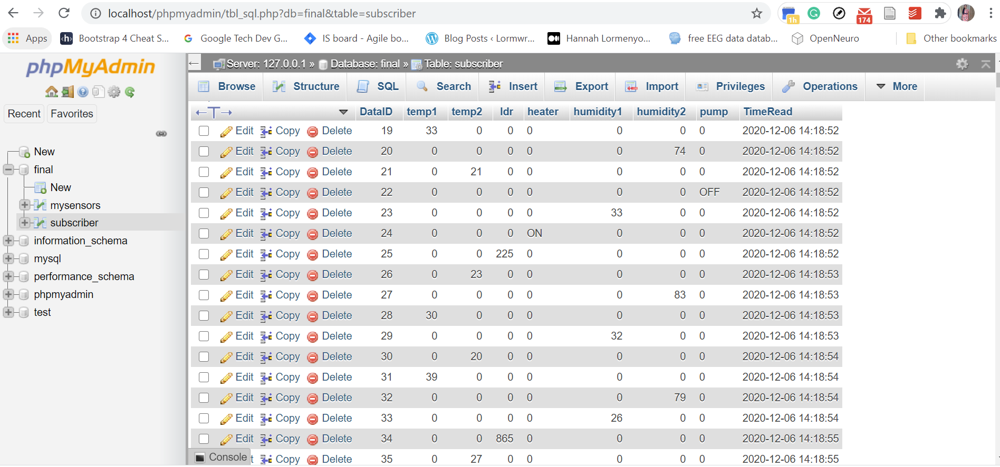 localhost/phpmyadmin/tbl_sql.php?db=final&table=subscriber
1h G 174
Apps h Bootstrap 4 Cheat S... G Google Tech Dev G... IS board - Agile bo... Blog Posts ‹ Lormwr... Hannah Lormenyo... free EEG data datab... OpenNeuro Other bookmarks
phpMyAdmin
Recent Favorites
New
final
New
mysensors
subscriber
information_schema
mysql
performance_schema
phpmyadmin
test
Server: 127.0.0.1 » Database: final » Table: subscriber
Browse Structure SQL Search Insert Export Import Privileges Operations More
←T→ DataID temp1 temp2 ldr heater humidity1 humidity2 pump TimeRead
Edit Copy Delete 19 33 0 0 0 0 0 0 2020-12-06 14:18:52
Edit Copy Delete 20 0 0 0 0 0 74 0 2020-12-06 14:18:52
Edit Copy Delete 21 0 21 0 0 0 0 0 2020-12-06 14:18:52
Edit Copy Delete 22 0 0 0 0 0 0 OFF 2020-12-06 14:18:52
Edit Copy Delete 23 0 0 0 0 33 0 0 2020-12-06 14:18:52
Edit Copy Delete 24 0 0 0 ON 0 0 0 2020-12-06 14:18:52
Edit Copy Delete 25 0 0 225 0 0 0 0 2020-12-06 14:18:52
Edit Copy Delete 26 0 23 0 0 0 0 0 2020-12-06 14:18:53
Edit Copy Delete 27 0 0 0 0 0 83 0 2020-12-06 14:18:53
Edit Copy Delete 28 30 0 0 0 0 0 0 2020-12-06 14:18:53
Edit Copy Delete 29 0 0 0 0 32 0 0 2020-12-06 14:18:53
Edit Copy Delete 30 0 20 0 0 0 0 0 2020-12-06 14:18:54
Edit Copy Delete 31 39 0 0 0 0 0 0 2020-12-06 14:18:54
Edit Copy Delete 32 0 0 0 0 0 79 0 2020-12-06 14:18:54
Edit Copy Delete 33 0 0 0 0 26 0 0 2020-12-06 14:18:54
Edit Copy Delete 34 0 0 865 0 0 0 0 2020-12-06 14:18:55
Console t Copy Delete 35 0 27 0 0 0 0 0 2020-12-06 14:18:55